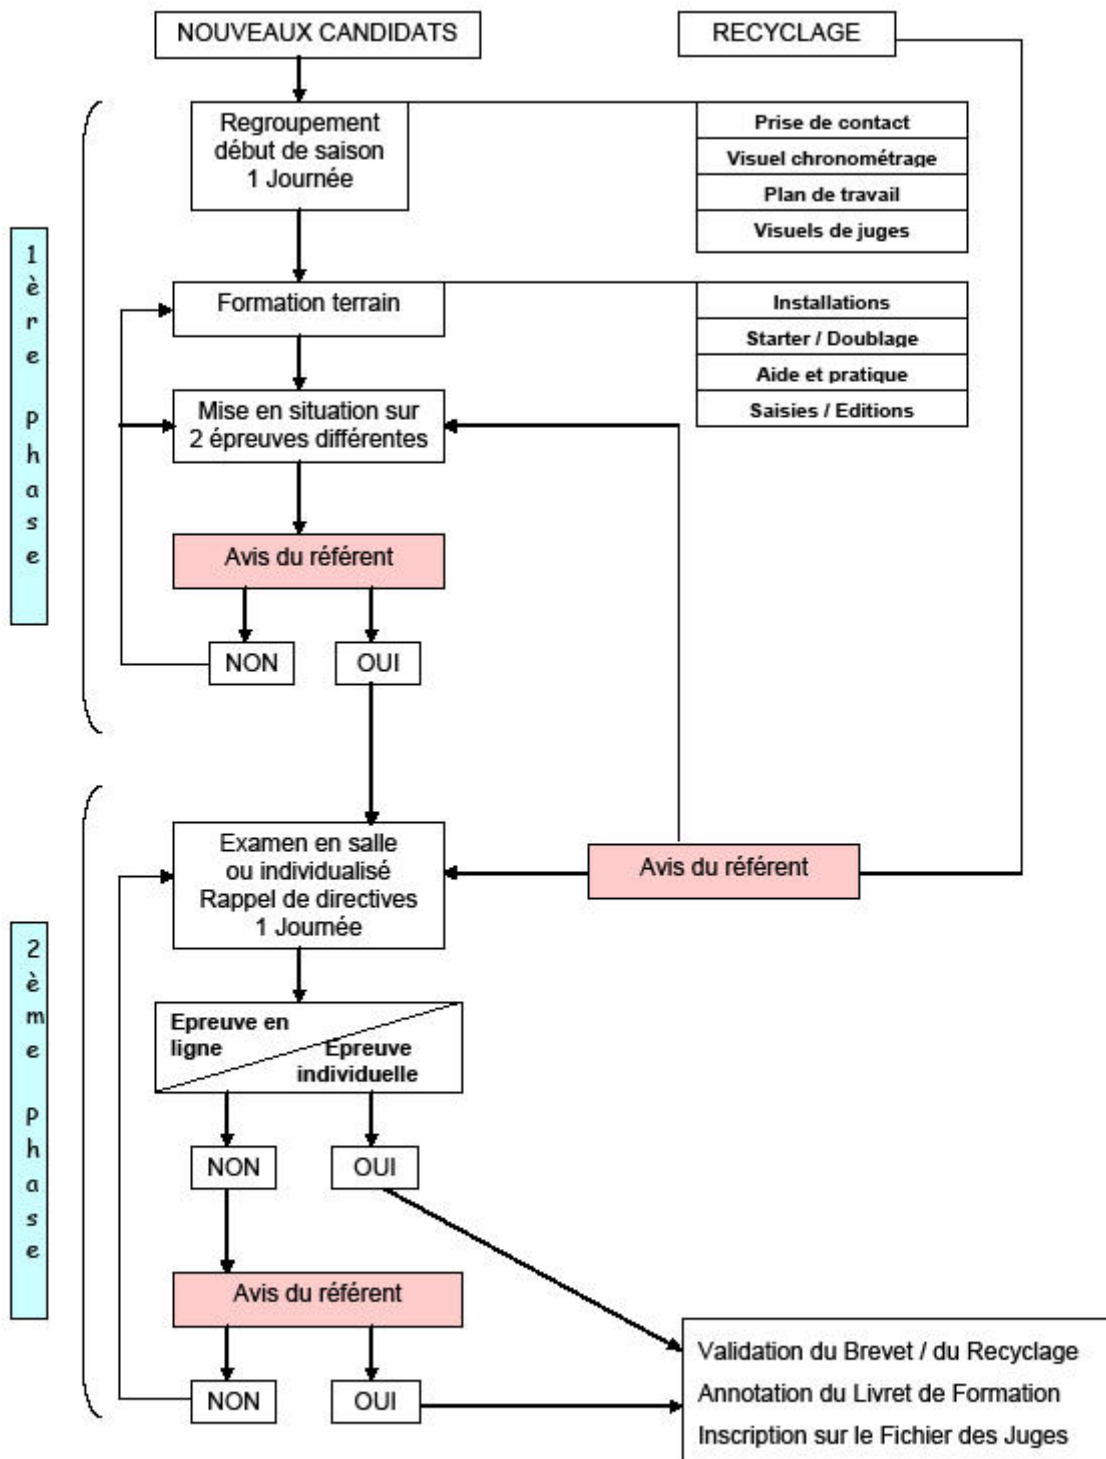 NOUVEAUX CANDIDATS
RECYCLAGE
Regroupement
début de saison
1 Journée
Prise de contact
Visuel chronométrage
Plan de travail
Visuels de juges
1ère phase
Formation terrain
Installations
Starter / Doublage
Aide et pratique
Saisies / Editions
Mise en situation sur
2 épreuves différentes
Avis du référent
NON
OUI
2ème phase
Examen en salle
ou individualisé
Rappel de directives
1 Journée
Avis du référent
Epreuve en
ligne
Epreuve
individuelle
NON
OUI
Avis du référent
NON
OUI
Validation du Brevet / du Recyclage
Annotation du Livret de Formation
Inscription sur le Fichier des Juges